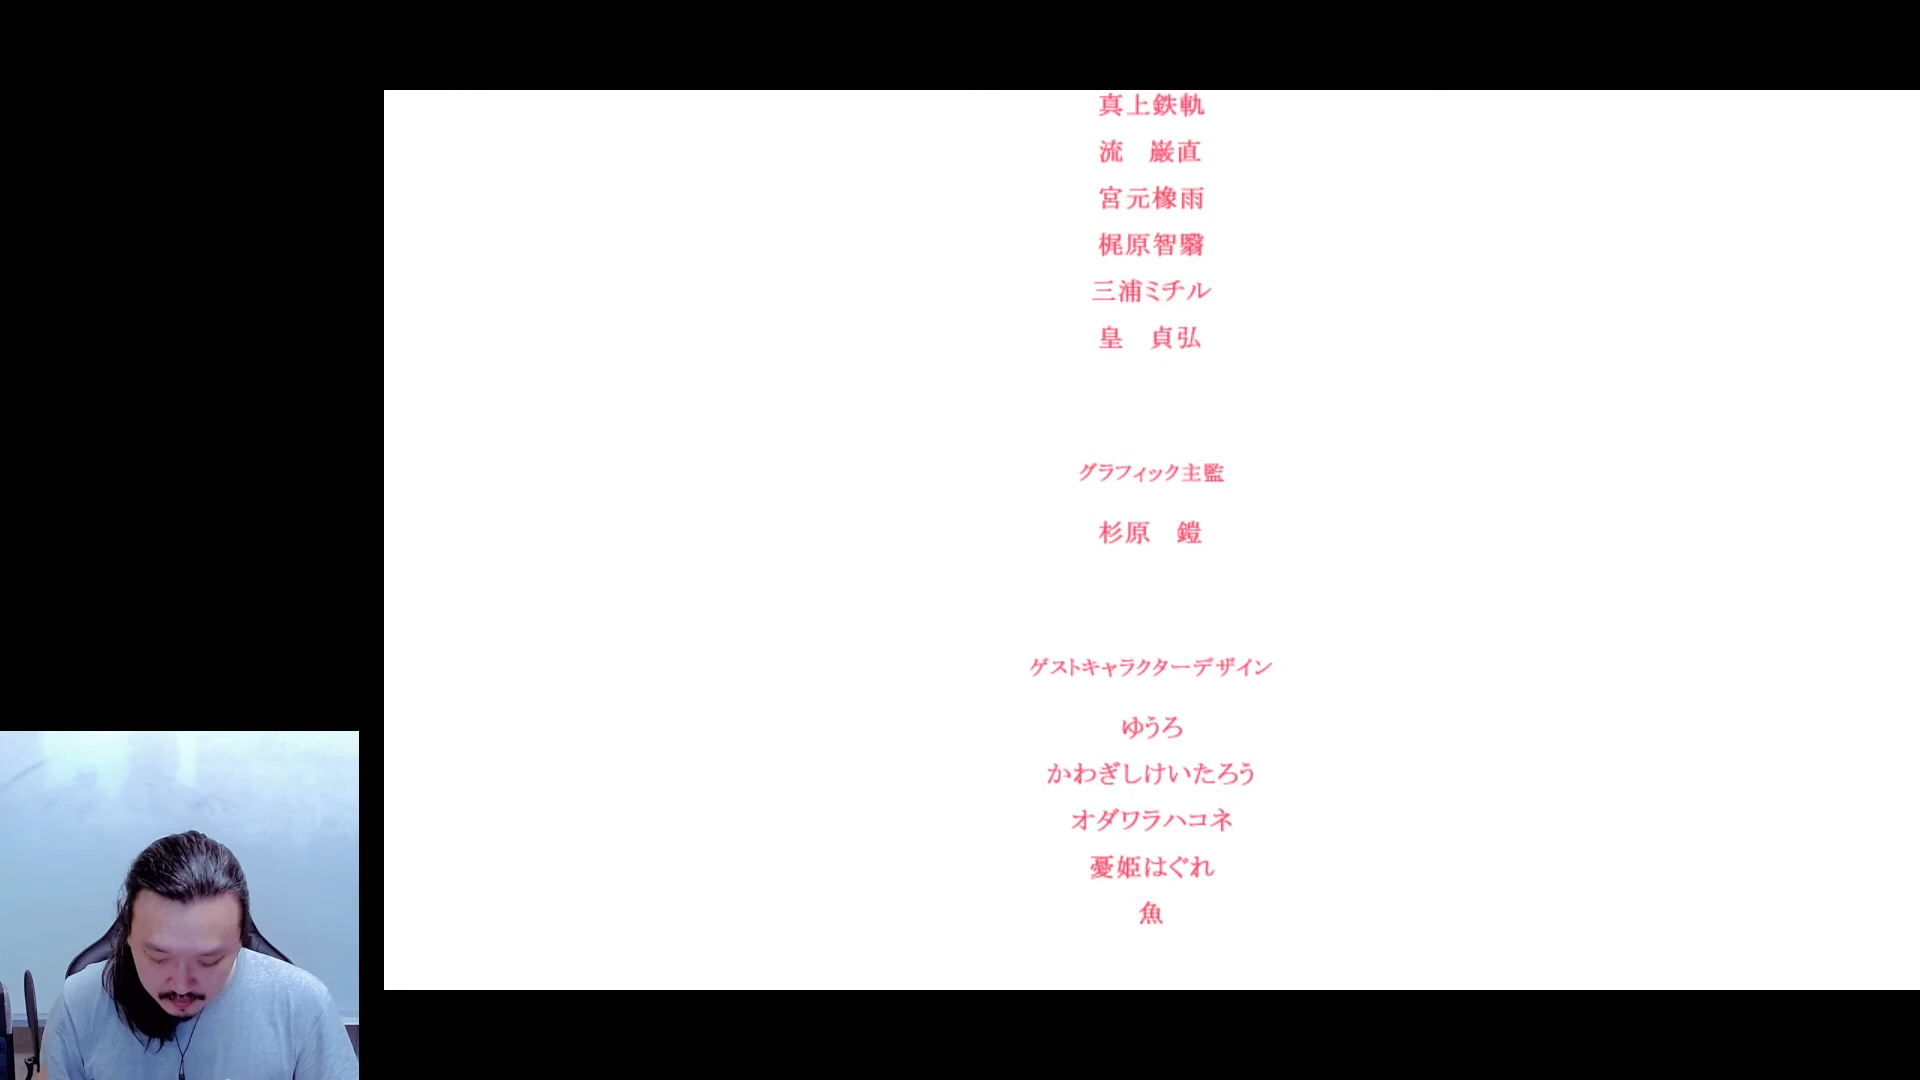 真上鉄軌
流　巌直
宮元橡雨
梶原智翳
三浦ミチル
皇　貞弘
グラフィック主監
杉原　鎧
ゲストキャラクターデザイン
ゆうろ
かわぎしけいたろう
オダワラハコネ
憂姫はぐれ
魚